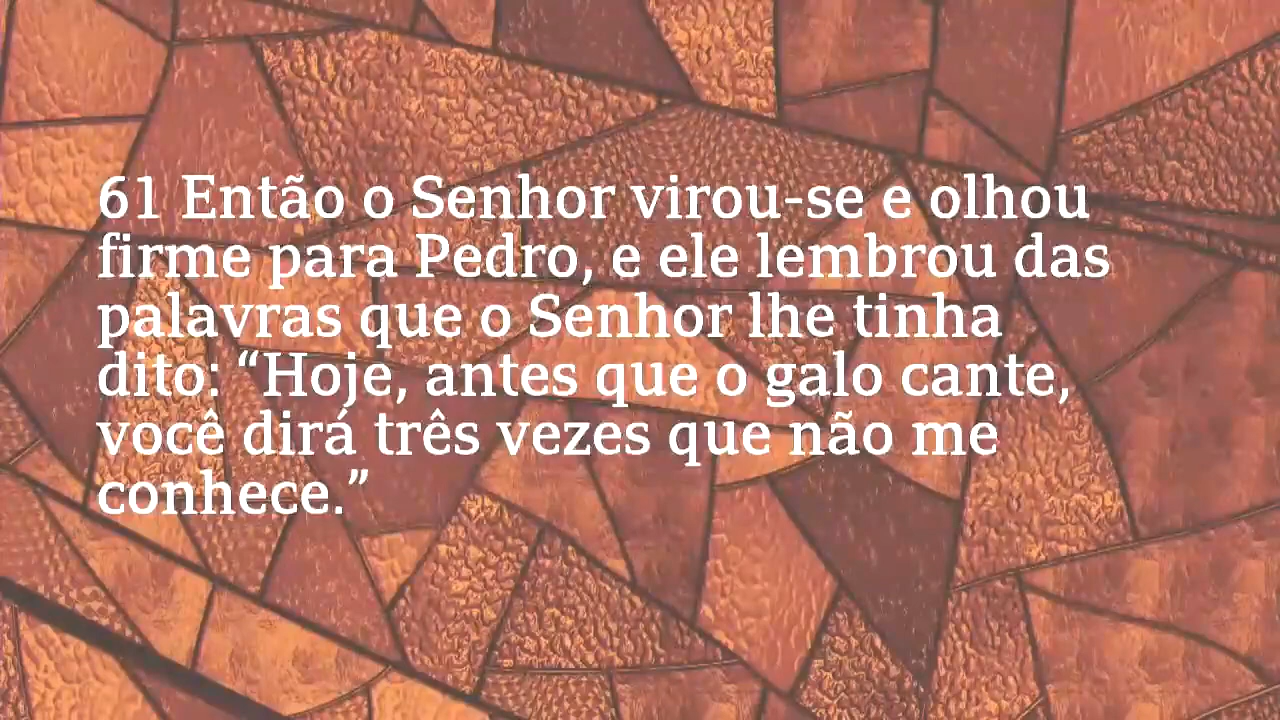 61 Então o Senhor virou-se e olhou
firme para Pedro, e ele lembrou das
palavras que o Senhor lhe tinha
dito: “Hoje, antes que o galo cante,
você dirá três vezes que não me
conhece.”